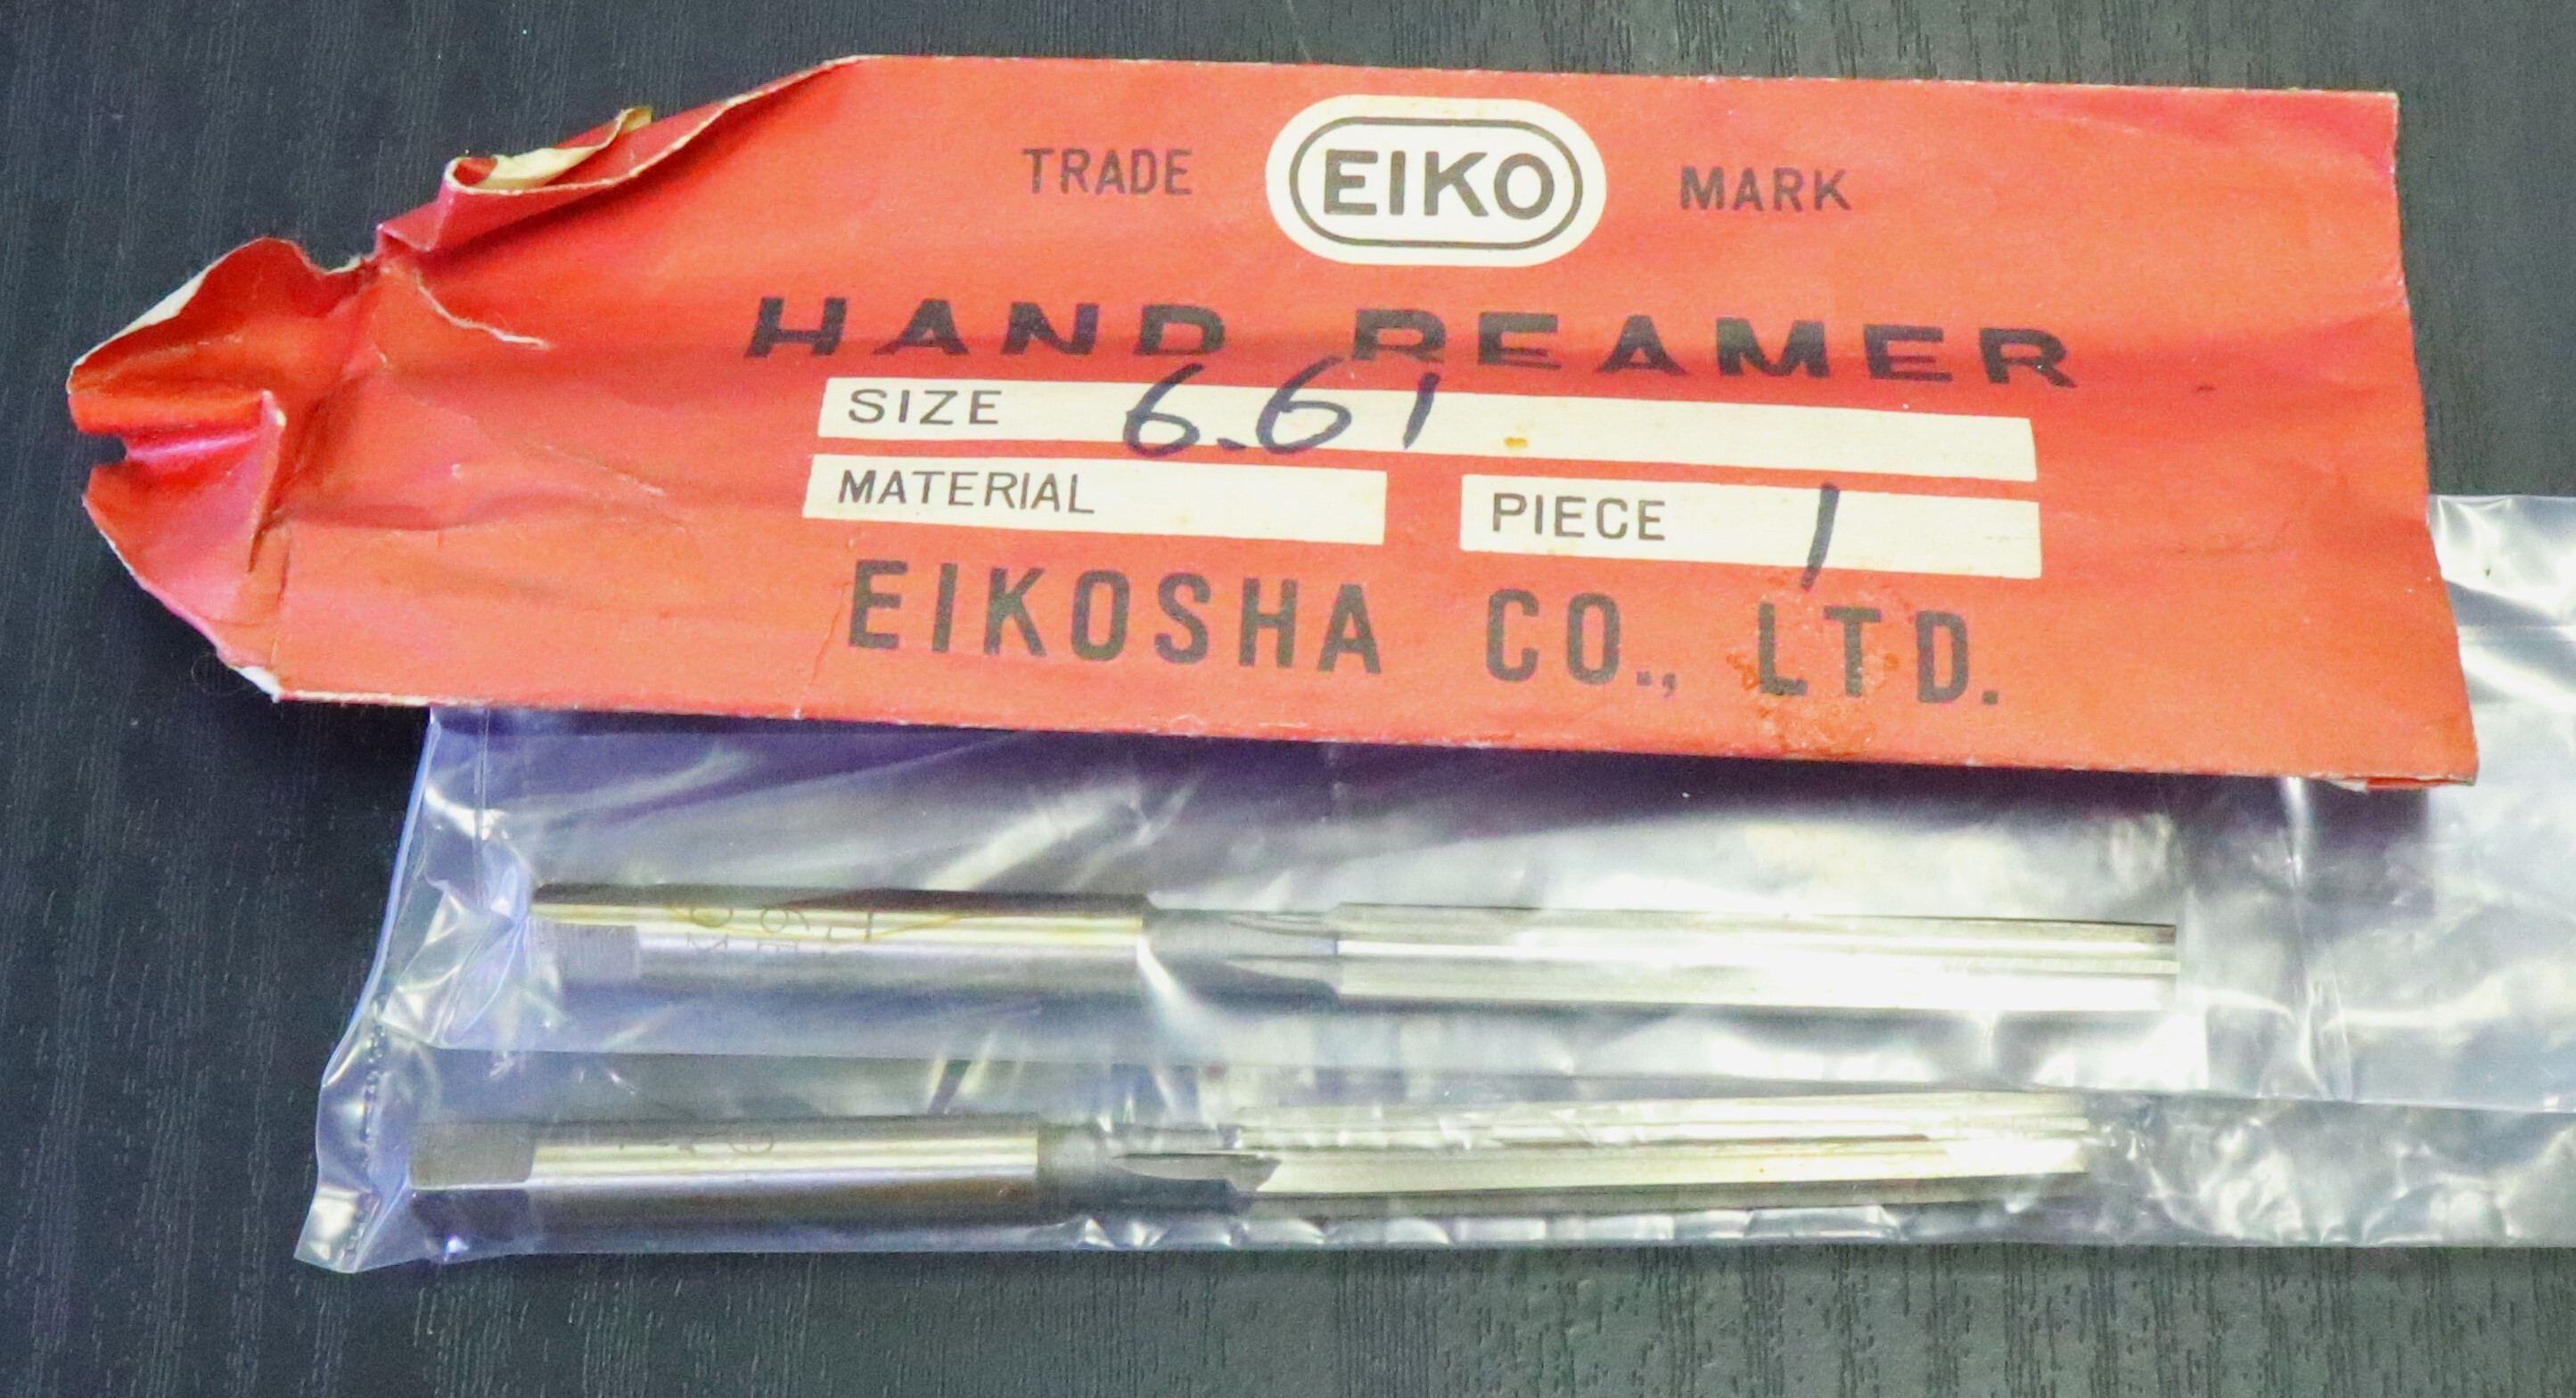 TRADE EIKO MARK
HAND REAMER
SIZE 6.61
MATERIAL
PIECE 1
EIKOSHA CO., LTD.